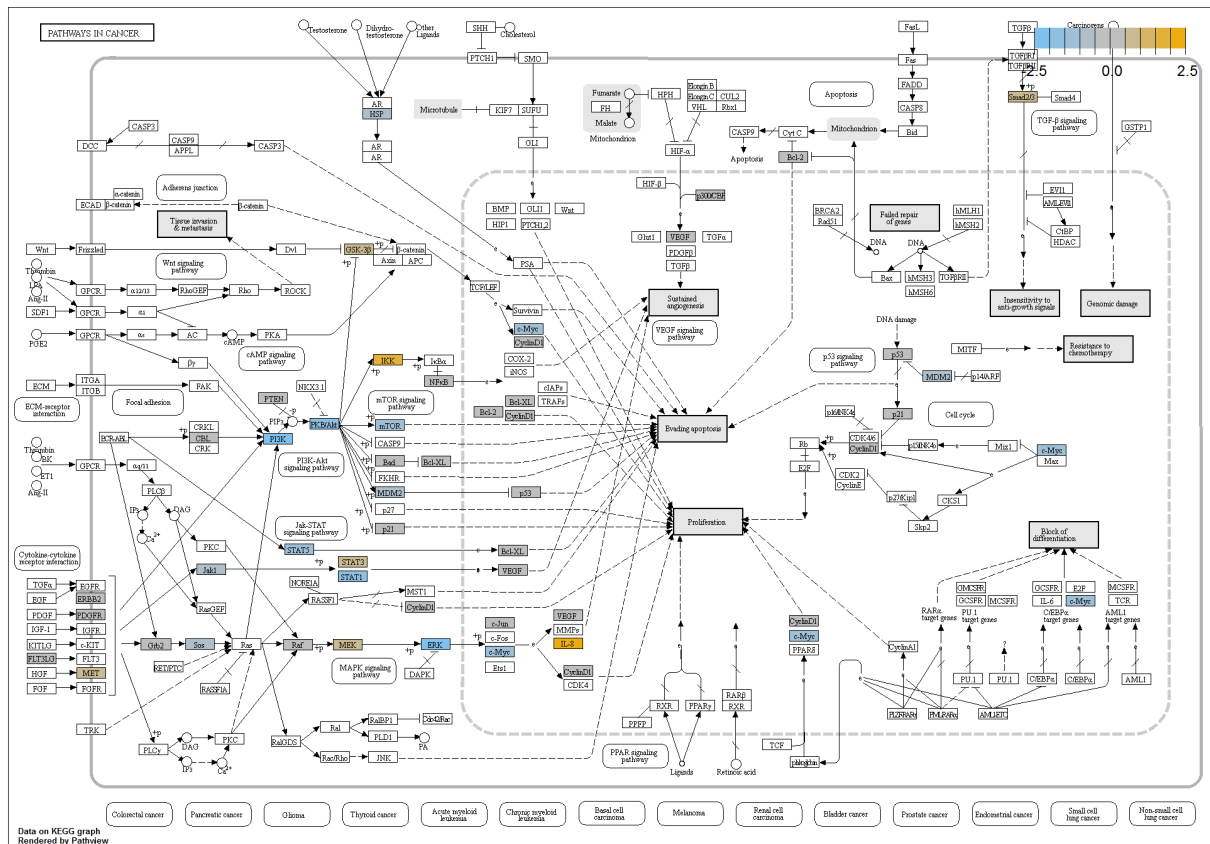 PATHWAYS IN CANCER
Testosterone
Dihydro-
testosterone
Other
Ligands
SHH
Cholesterol
PTCH1
SMO
FasL
Fas
FADD
CASP8
Bid
TGFβ
TGFβRI
TGFβRII
Carcinogens
-2.5
0.0
2.5
+p
Smad2/3
Smad4
TGF-β signaling
pathway
GSTP1
AR
HSP
AR
AR
Microtubule
KIF7
SUFU
GLI
Fumarate
FH
Malate
Mitochondrion
HPH
Elongin B
Elongin C
CUL2
VHL
Rbx1
HIF-α
Apoptosis
CASP9
Cyt C
Mitochondrion
Apoptosis
Bcl-2
CASP3
DCC
CASP9
APPL
CASP3
Adherens junction
α-catenin
ECAD
β-catenin
β-catenin
Tissue invasion
& metastasis
BMP
GLI1
Wnt
HIP1
PTCH1,2
HIF-β
p300/CBP
Glut1
VEGF
TGFα
PDGFβ
TGFβ
BRCA2
Rad51
DNA
Failed repair
of genes
DNA
hMLH1
hMSH2
Bax
hMSH3
TGFβRII
hMSH6
EVI1
AML-EVI1
CtBP
HDAC
Wnt
Frizzled
Dvl
GSK-3β
+p
+p
β-catenin
Axin
APC
Wnt signaling
pathway
Thrombin
LPA
Ang-II
GPCR
α12/13
RhoGEF
Rho
ROCK
SDF1
GPCR
αi
PGE2
GPCR
αs
AC
cAMP
PKA
cAMP signaling
pathway
βγ
PSA
TCF/LEF
Survivin
c-Myc
CyclinD1
COX-2
iNOS
Sustained
angiogenesis
VEGF signaling
pathway
Insensitivity to
anti-growth signals
Genomic damage
DNA damage
p53 signaling
pathway
p53
MDM2
p14/ARF
MITF
Resistance to
chemotherapy
p21
Cell cycle
ECM
ITGA
ITGB
FAK
ECM-receptor
interaction
Focal adhesion
PTEN
-p
PIP3
NKX3.1
PKB/Akt
+p
IKK
IκBα
NFκB
mTOR signaling
pathway
mTOR
cIAPs
Bcl-XL
TRAFs
Bcl-2
CyclinD1
Evading apoptosis
BCR-ABL
+p
CRKL
CBL
CRK
PI3K
PI3K-Akt
signaling pathway
CASP9
Bad
Bcl-XL
FKHR
MDM2
p53
p27
p21
p16INK4a
CDK4/6
CyclinD1
p15INK4b
Miz1
c-Myc
Max
Rb
+p
E2F
CDK2
CyclinE
p27Kip1
CKS1
Skp2
Thrombin
BK
ET1
Ang-II
GPCR
αq/11
PLCβ
IP3
DAG
Ca2+
PKC
Jak-STAT
signaling pathway
STAT5
Bcl-XL
Proliferation
Block of
differentiation
Cytokine-cytokine
receptor interaction
Jak1
+p
STAT3
STAT1
VEGF
RasGEF
NORE1A
RASSF1
MST1
CyclinD1
TGFα
EGF
EGFR
ERBB2
PDGF
PDGFR
IGF-1
IGFR
KITLG
c-KIT
FLT3LG
FLT3
HGF
MET
FGF
FGFR
Grb2
Sos
Ras
Raf
+p
MEK
+p
ERK
+p
RET/PTC
RASSF1A
MAPK signaling
pathway
DAPK
c-Jun
c-Fos
c-Myc
Ets1
VEGF
MMPs
IL-8
CyclinD1
CDK4
CyclinD1
c-Myc
PPARδ
CyclinA1
RARα
target genes
GMCSFR
GCSFR
MCSFR
PU.1
target genes
GCSFR
IL-6
E2F
c-Myc
C/EBPα
target genes
MCSFR
TCR
AML1
target genes
PU.1
PU.1
C/EBPα
C/EBPα
AML1
PLZF-RARα
PML-RARα
AML1-ETO
TRK
+p
PLCγ
DAG
IP3
PKC
Ca2+
RalGDS
Ral
RalBP1
Cdc42/Rac
PLD1
PA
Rac/Rho
JNK
RXR
PPARγ
PPFP
RARβ
RXR
PPAR signaling
pathway
Ligands
Retinoic acid
TCF
Colorectal cancer
Pancreatic cancer
Glioma
Thyroid cancer
Acute myeloid
leukemia
Chronic myeloid
leukemia
Basal cell
carcinoma
Melanoma
Renal cell
carcinoma
Bladder cancer
Prostate cancer
Endometrial cancer
Small cell
lung cancer
Non-small cell
lung cancer
Data on KEGG graph
Rendered by Pathview